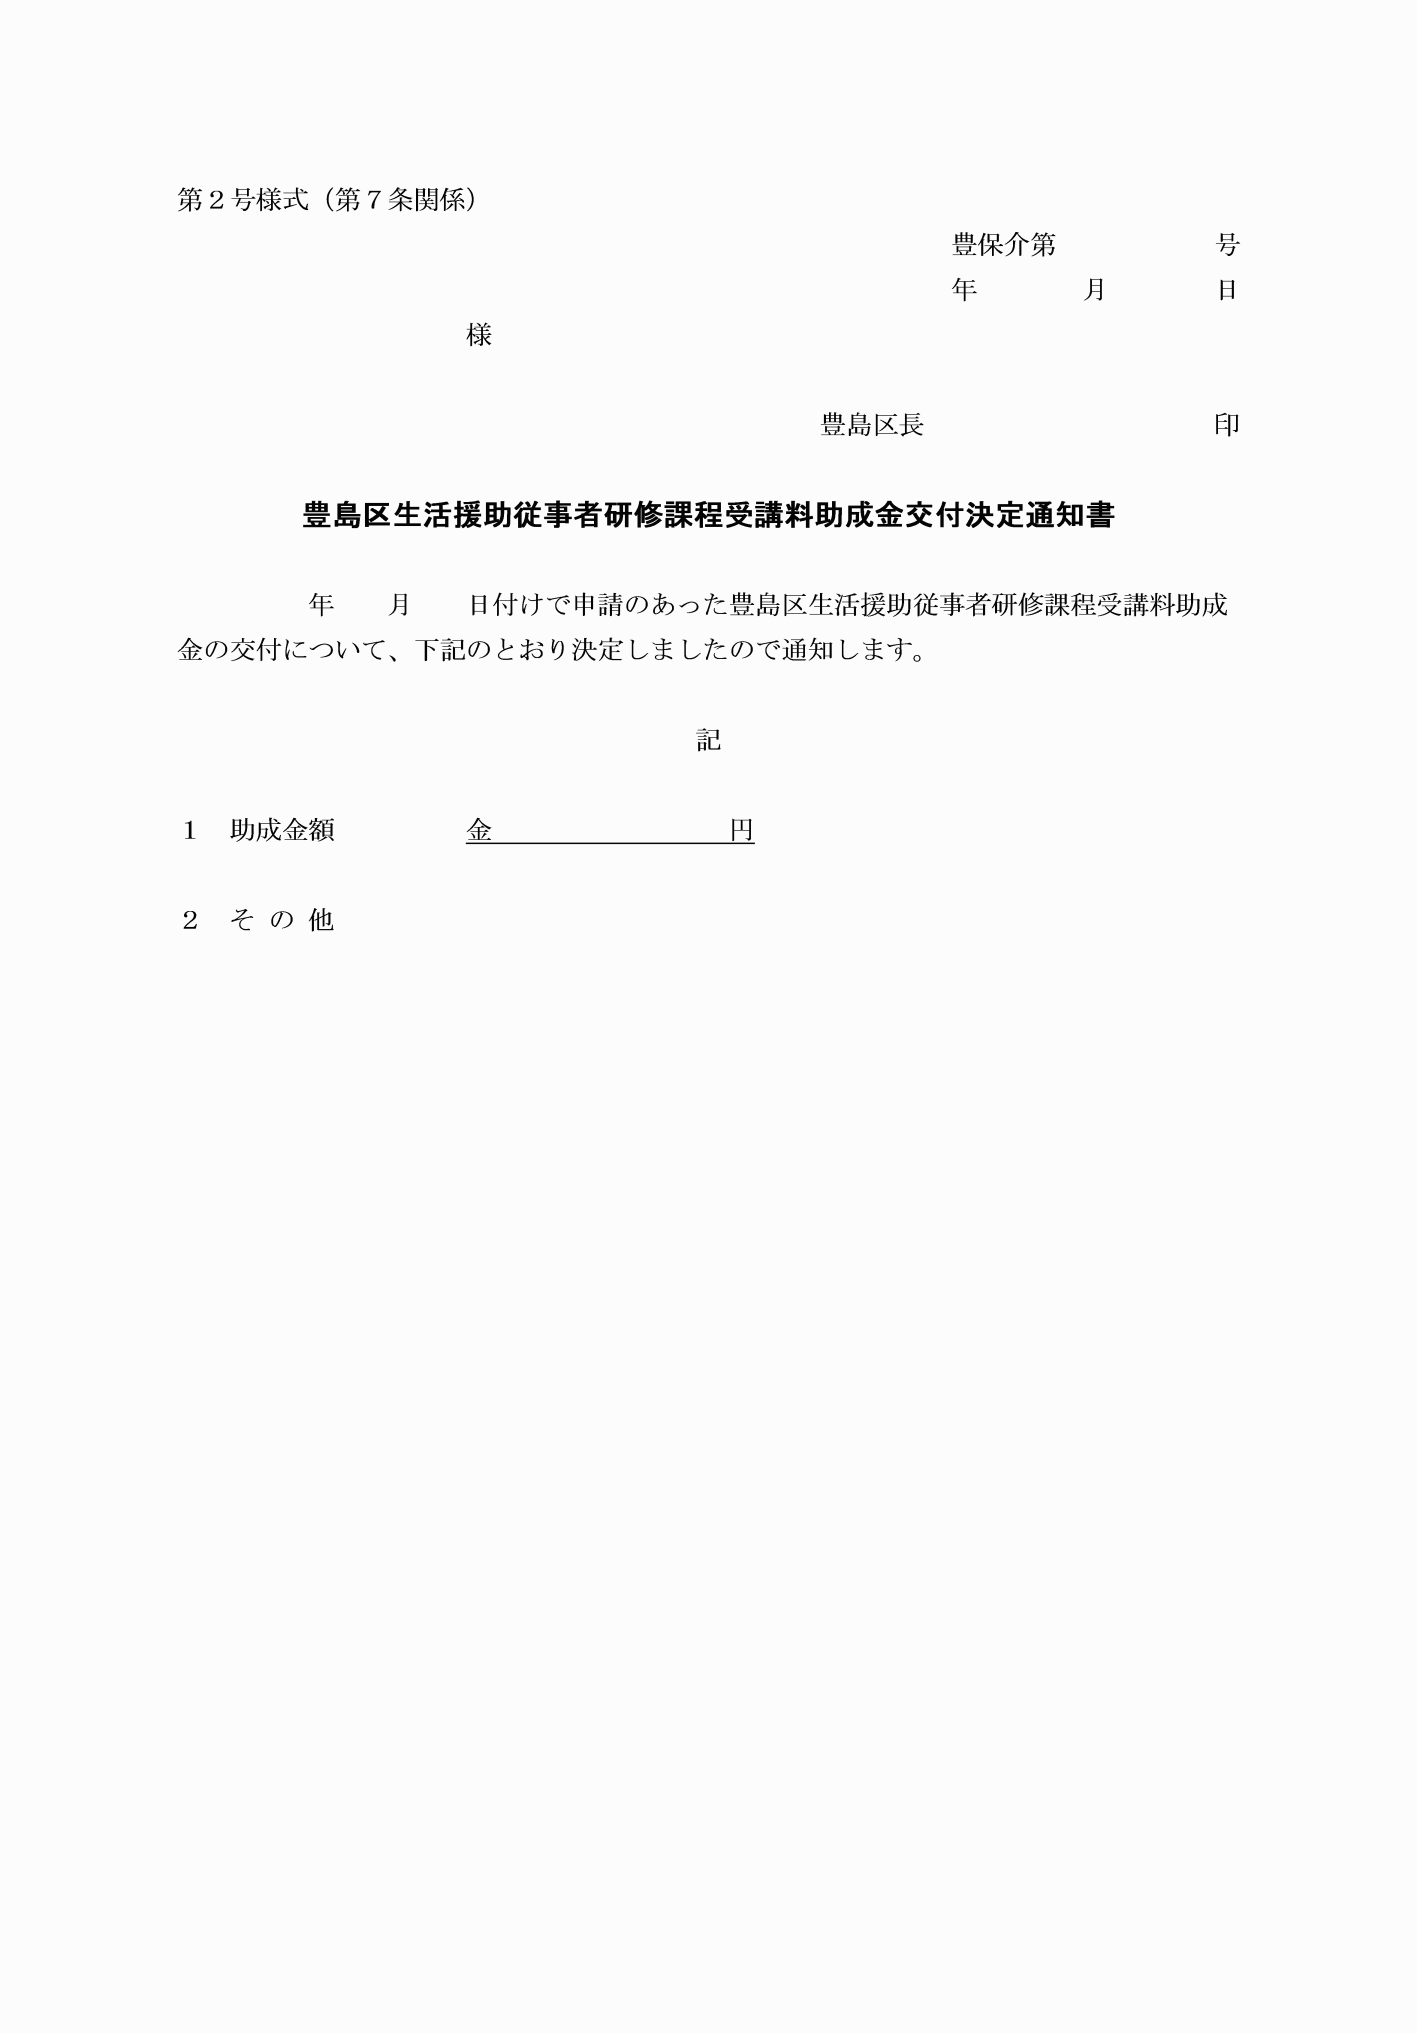 第２号様式（第７条関係）
豊保介第　　　　　　号
年　　　　月　　　　日
様
豊島区長　　　　　　　　　　　印
豊島区生活援助従事者研修課程受講料助成金交付決定通知書
年　　月　　日付けで申請のあった豊島区生活援助従事者研修課程受講料助成
金の交付について、下記のとおり決定しましたので通知します。
記
１　助成金額　　　　　金　　　　　　　　　円
２　そ の 他